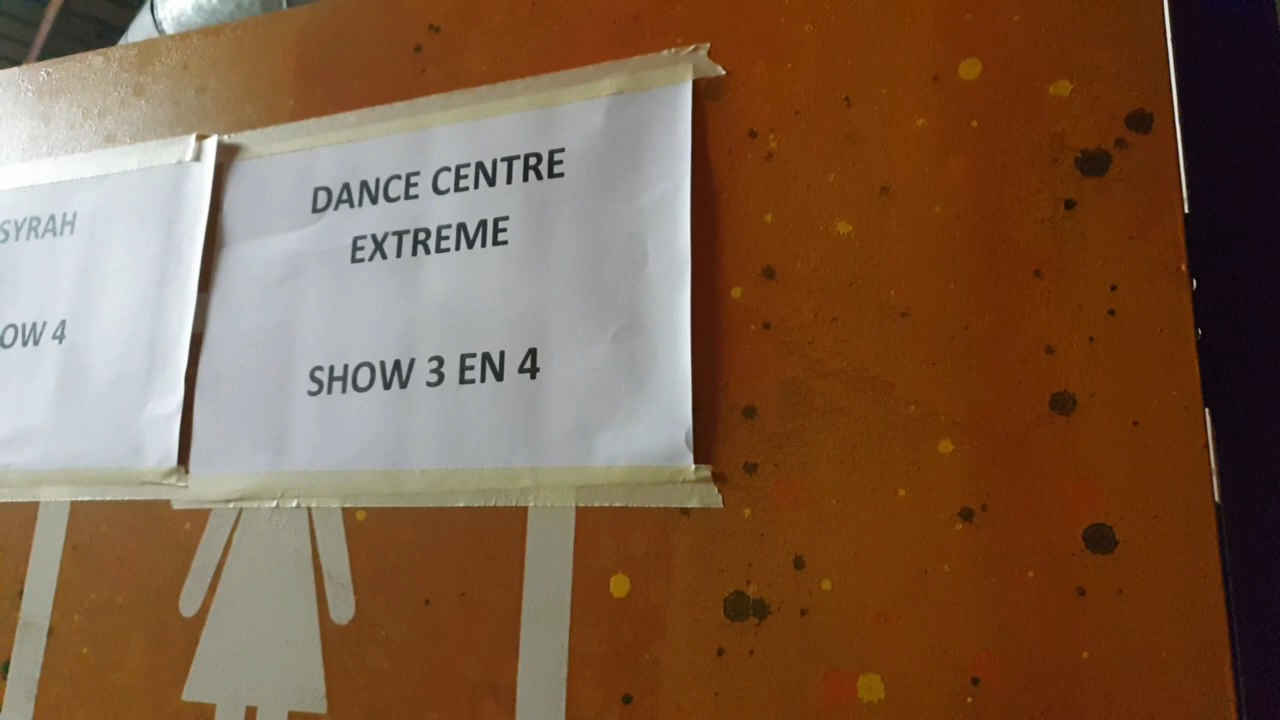 SYRAH
OW 4
DANCE CENTRE
EXTREME
SHOW 3 EN 4